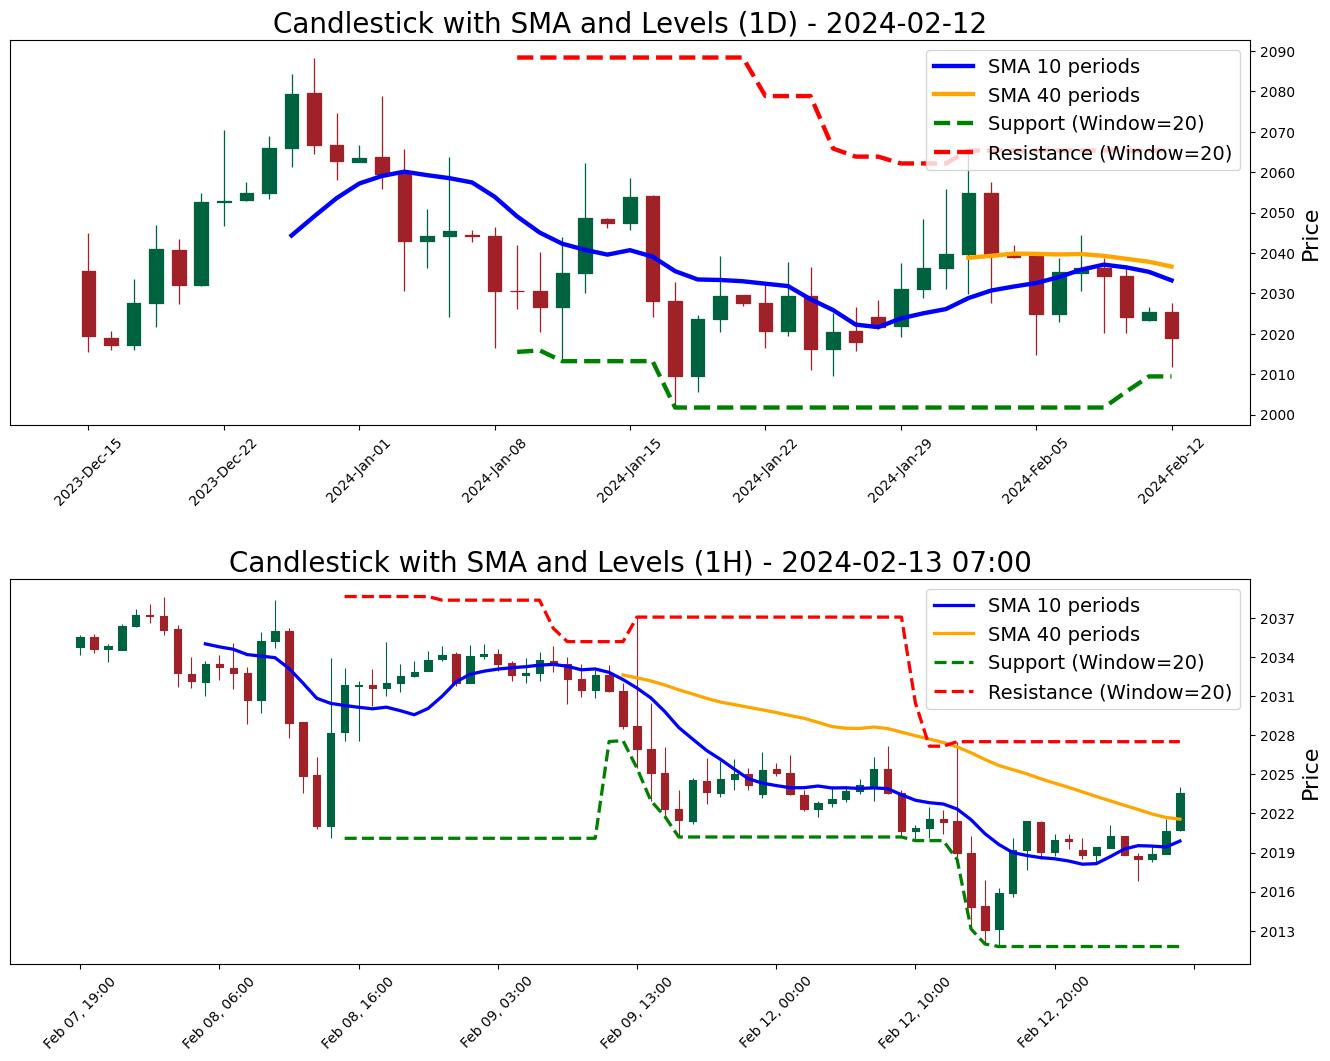 Candlestick with SMA and Levels (1D) - 2024-02-12
SMA 10 periods
SMA 40 periods
Support (Window=20)
Resistance (Window=20)
2090
2080
2070
2060
2050
2040
2030
2020
2010
2000
Price
2023-Dec-15
2023-Dec-22
2024-Jan-01
2024-Jan-08
2024-Jan-15
2024-Jan-22
2024-Jan-29
2024-Feb-05
2024-Feb-12
Candlestick with SMA and Levels (1H) - 2024-02-13 07:00
SMA 10 periods
SMA 40 periods
Support (Window=20)
Resistance (Window=20)
2037
2034
2031
2028
2025
2022
2019
2016
2013
Price
Feb 07, 19:00
Feb 08, 06:00
Feb 08, 16:00
Feb 09, 03:00
Feb 09, 13:00
Feb 12, 00:00
Feb 12, 10:00
Feb 12, 20:00